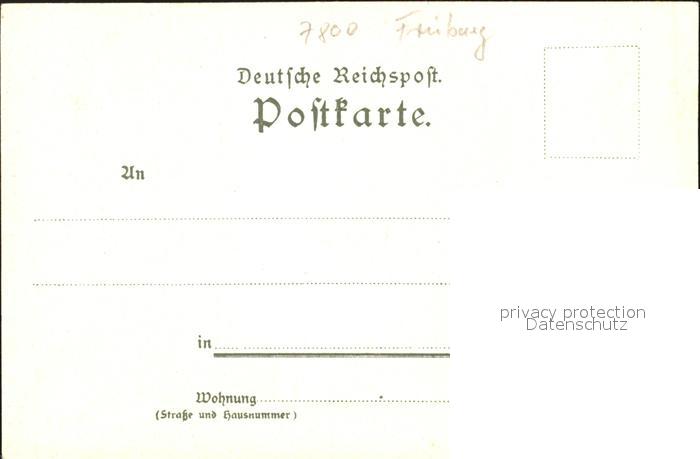 7800 Freiburg
Deutsche Reichspost.
Postkarte.
An
in
privacy protection
Datenschutz
Wohnung
(Straße und Hausnummer)